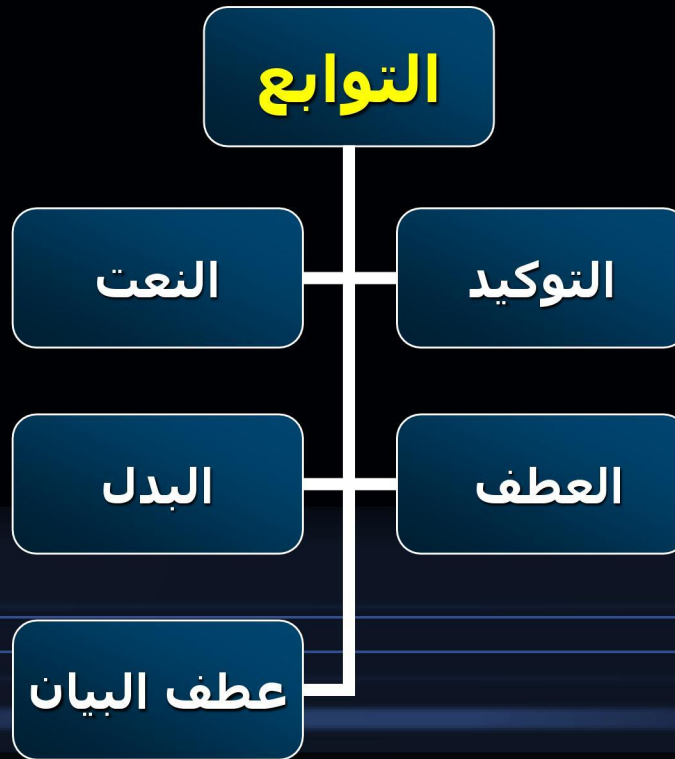 التوابع
التوكيد
النعت
العطف
البدل
عطف البيان